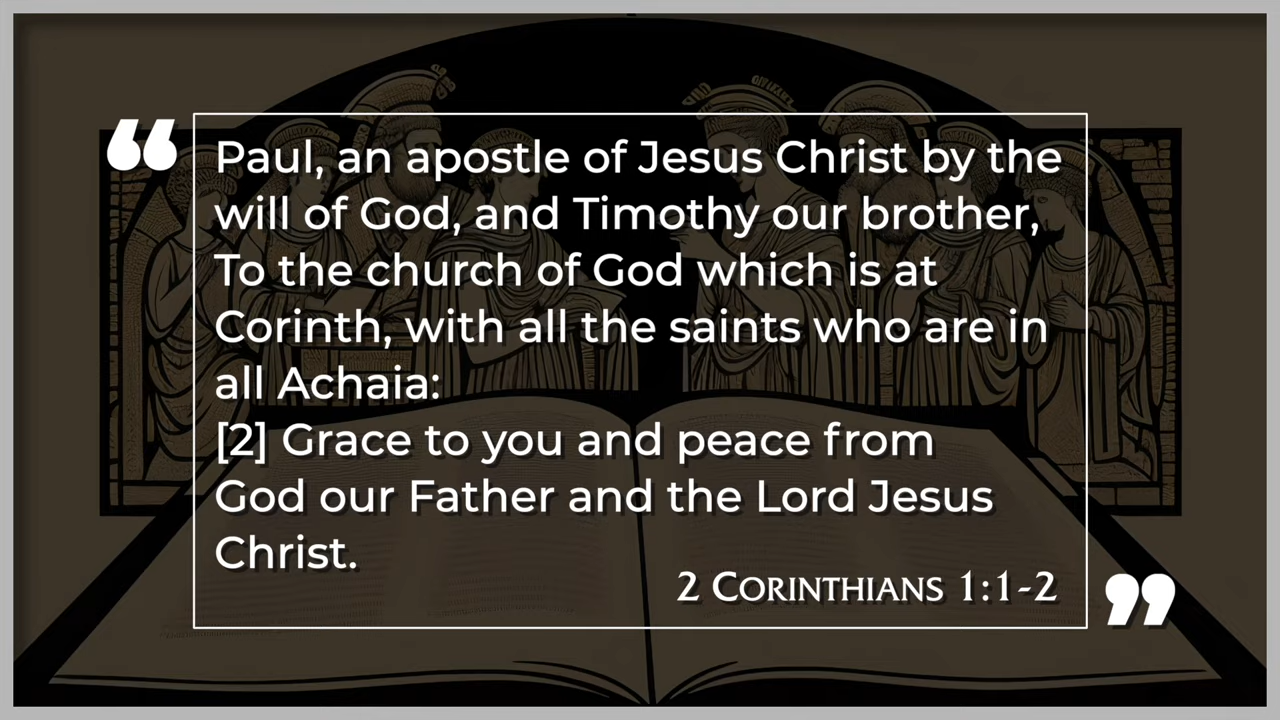 “
Paul, an apostle of Jesus Christ by the
will of God, and Timothy our brother,
To the church of God which is at
Corinth, with all the saints who are in
all Achaia:
[2] Grace to you and peace from
God our Father and the Lord Jesus
Christ.
2 Corinthians 1:1-2
”